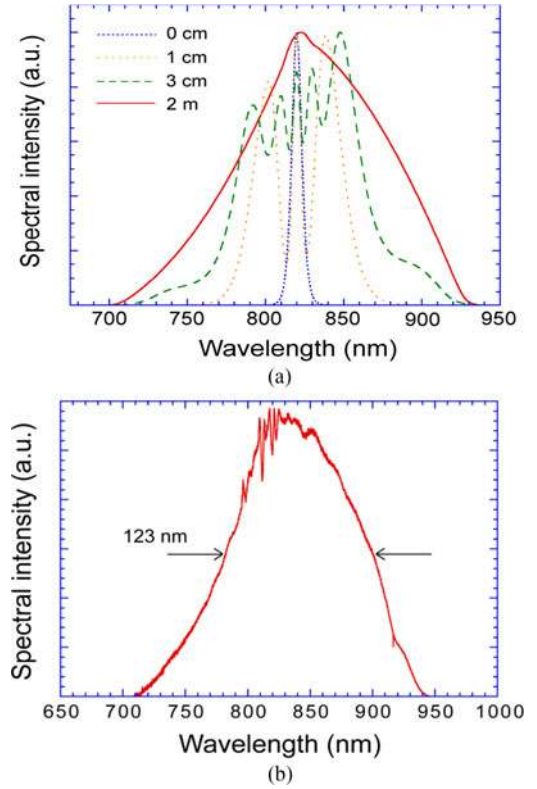 (a)
0 cm
1 cm
3 cm
2 m
Spectral intensity (a.u.)
700 750 800 850 900 950
Wavelength (nm)
(a)
123 nm
Spectral intensity (a.u.)
650 700 750 800 850 900 950 1000
Wavelength (nm)
(b)